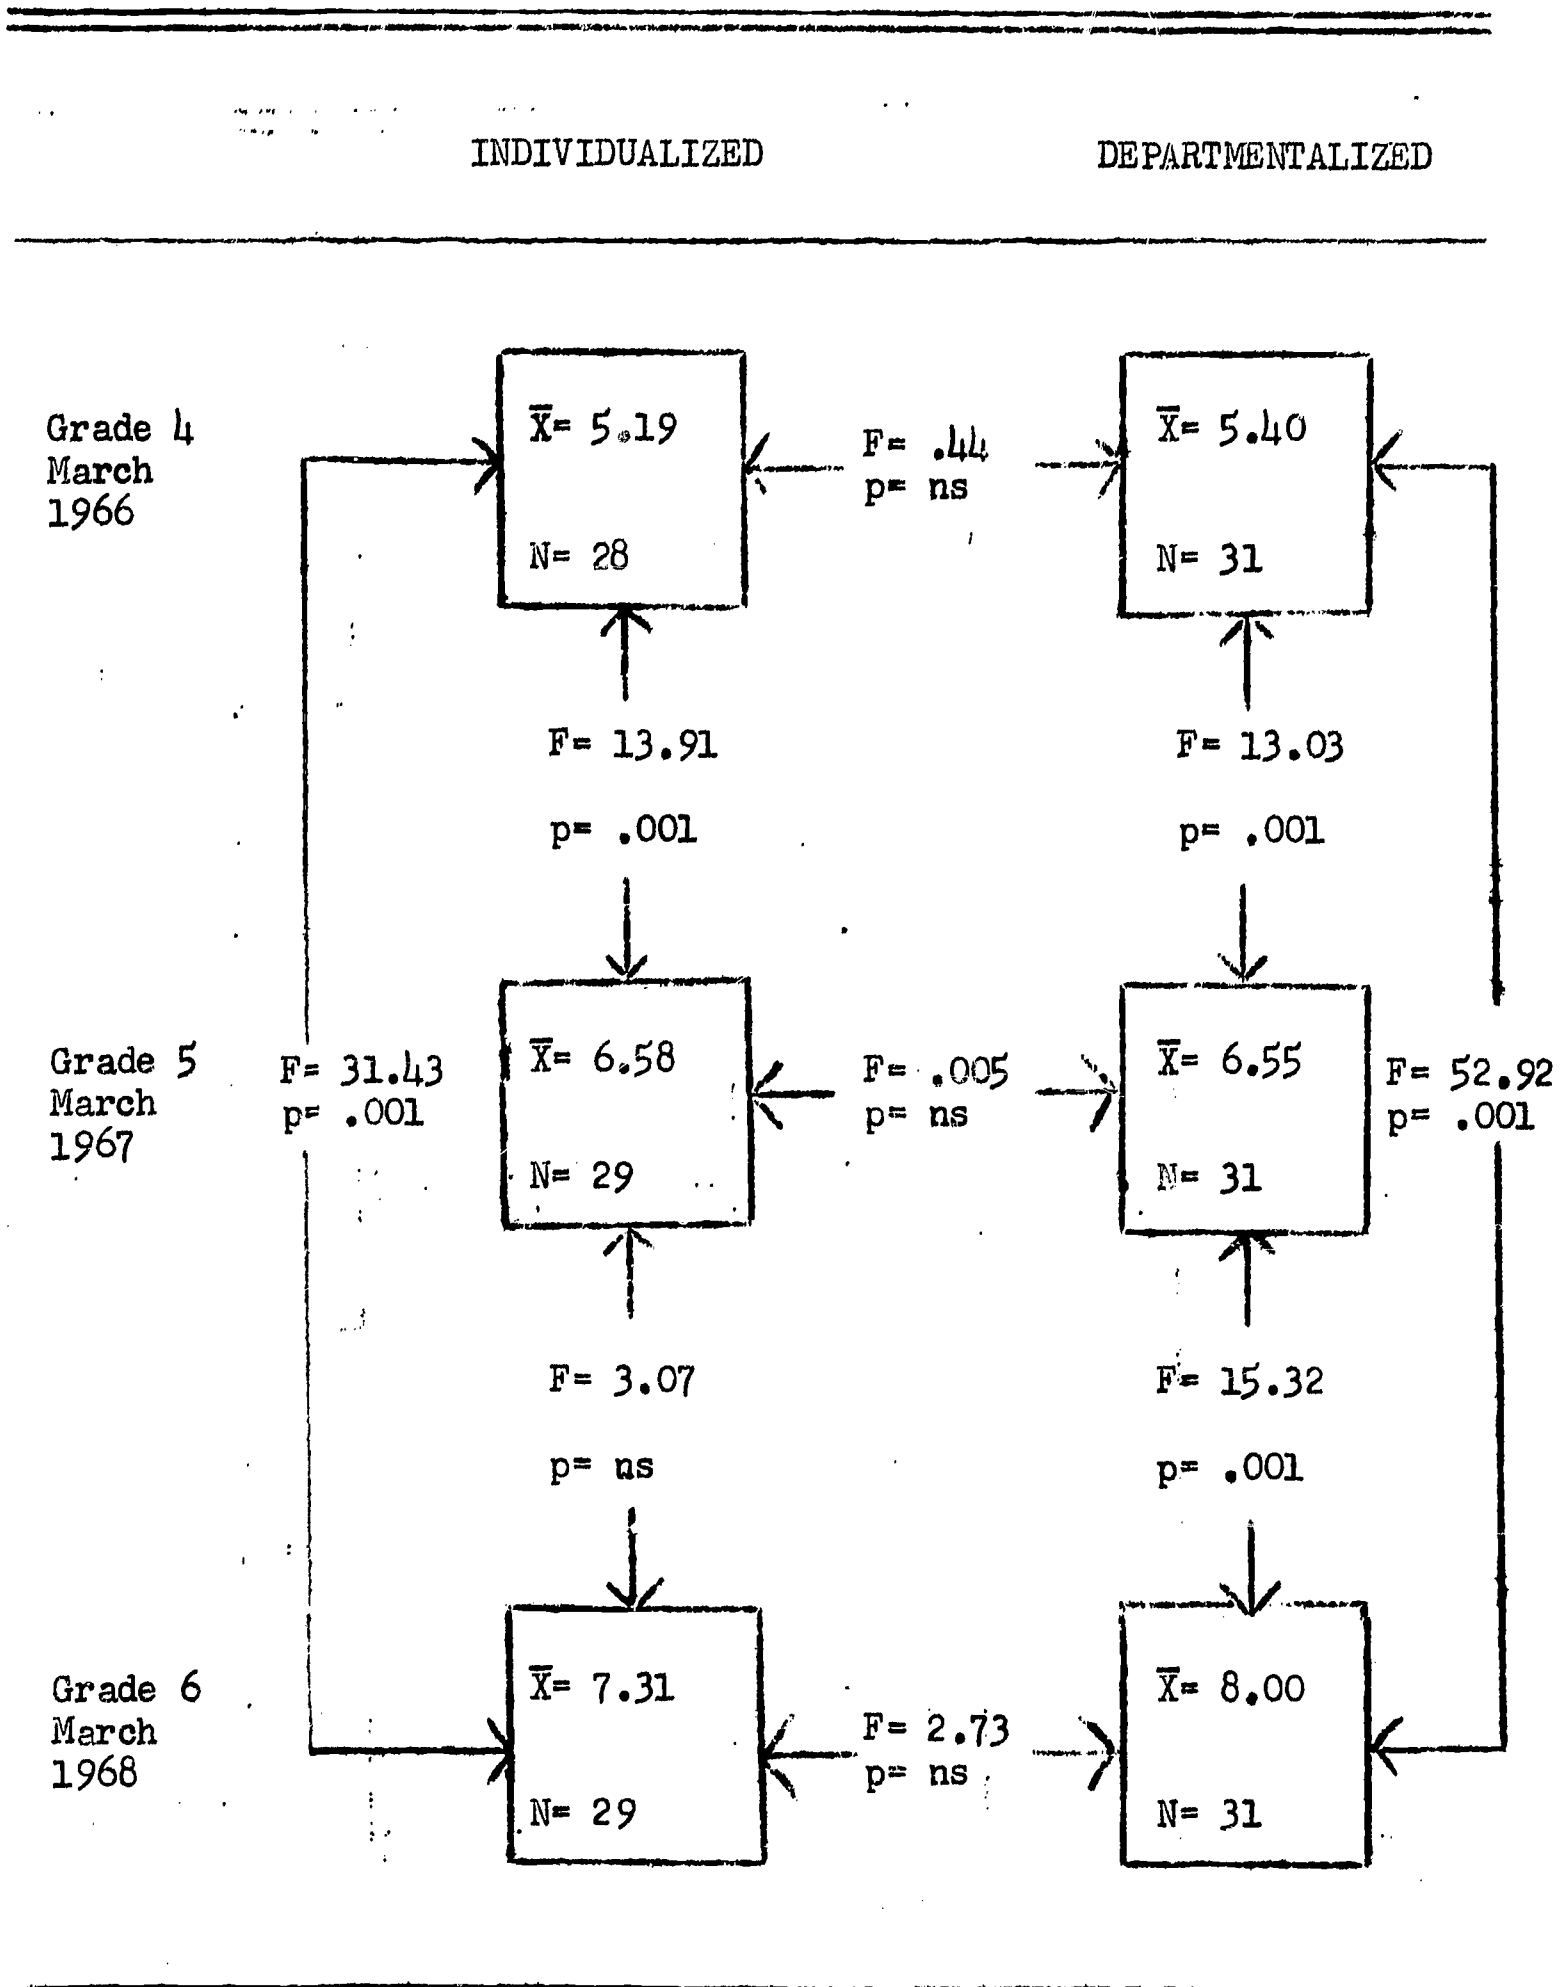 INDIVIDUALIZED DEPARTMENTALIZED
Grade 4
March
1966
X̅= 5.19
N= 28
F= .44
p= ns
X̅= 5.40
N= 31
F= 13.91
p= .001
F= 13.03
p= .001
Grade 5
March
1967
F= 31.43
p= .001
X̅= 6.58
N= 29
F= .005
p= ns
X̅= 6.55
N= 31
F= 52.92
p= .001
F= 3.07
p= ns
F= 15.32
p= .001
Grade 6
March
1968
X̅= 7.31
N= 29
F= 2.73
p= ns
X̅= 8.00
N= 31